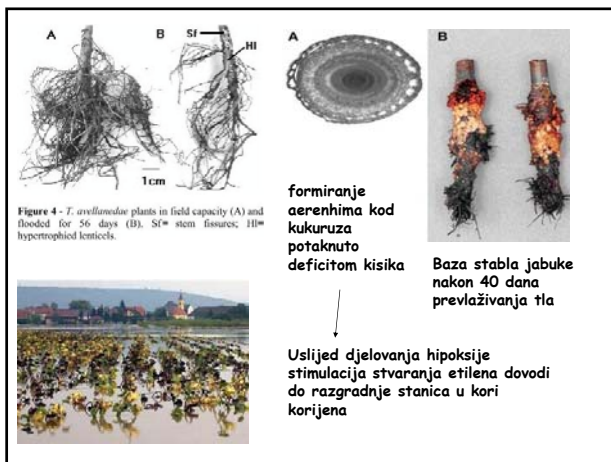 A
B
Sf
Hl
1cm
Figure 4 - T. avellanedae plants in field capacity (A) and
flooded for 56 days (B). Sf= stem fissures; Hl=
hypertrophied lenticels.
A
B
formiranje
aerenhima kod
kukuruza
potaknuto
deficitom kisika
Baza stabla jabuke
nakon 40 dana
prevlaživanja tla
Uslijed djelovanja hipoksije
stimulacija stvaranja etilena dovodi
do razgradnje stanica u kori
korijena